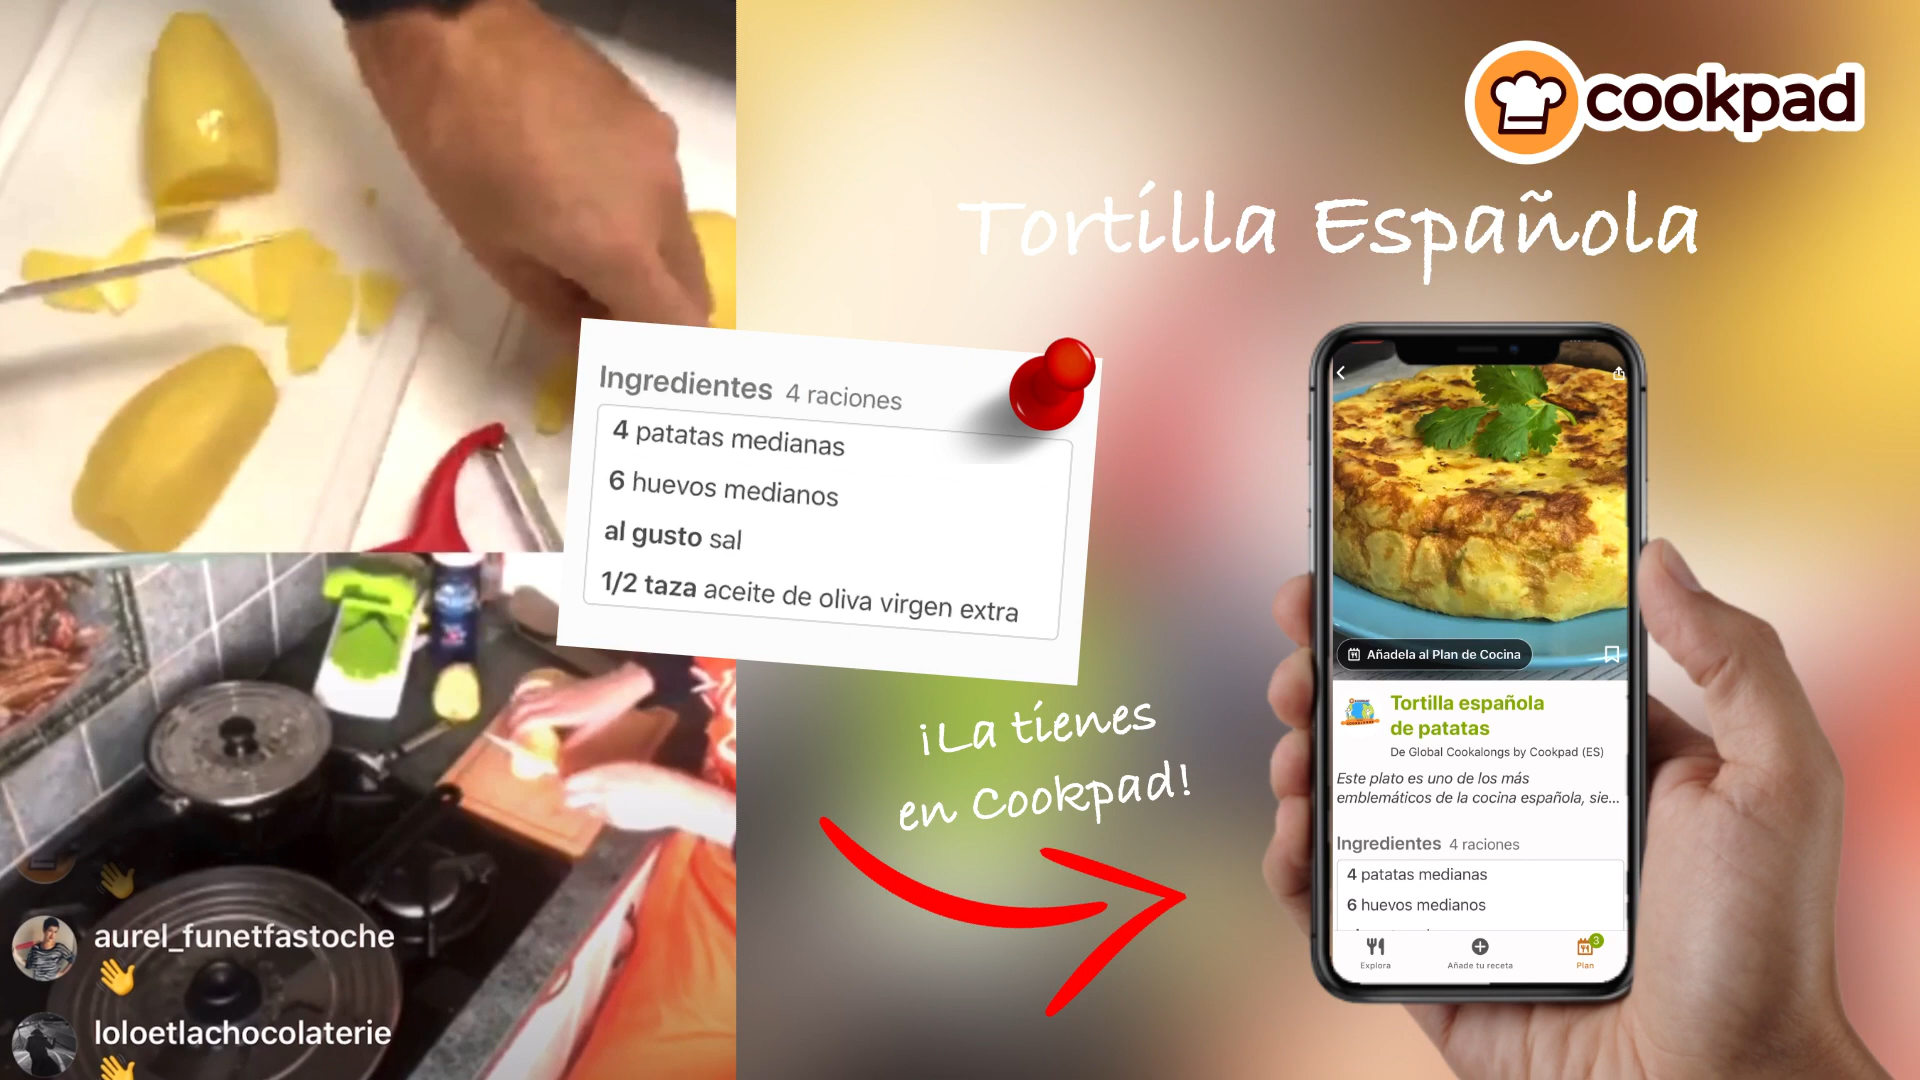 cookpad
Tortilla Española
Ingredientes 4 raciones
4 patatas medianas
6 huevos medianos
al gusto sal
1/2 taza aceite de oliva virgen extra
¡La tienes
en Cookpad!
aurel_funetfastoche
loloetlachocolaterie
Añadela al Plan de Cocina
Tortilla española
de patatas
De Global Cookalongs by Cookpad (ES)
Este plato es uno de los más
emblemáticos de la cocina española, sie...
Ingredientes 4 raciones
4 patatas medianas
6 huevos medianos
3
Explora
Añade tu receta
Plan